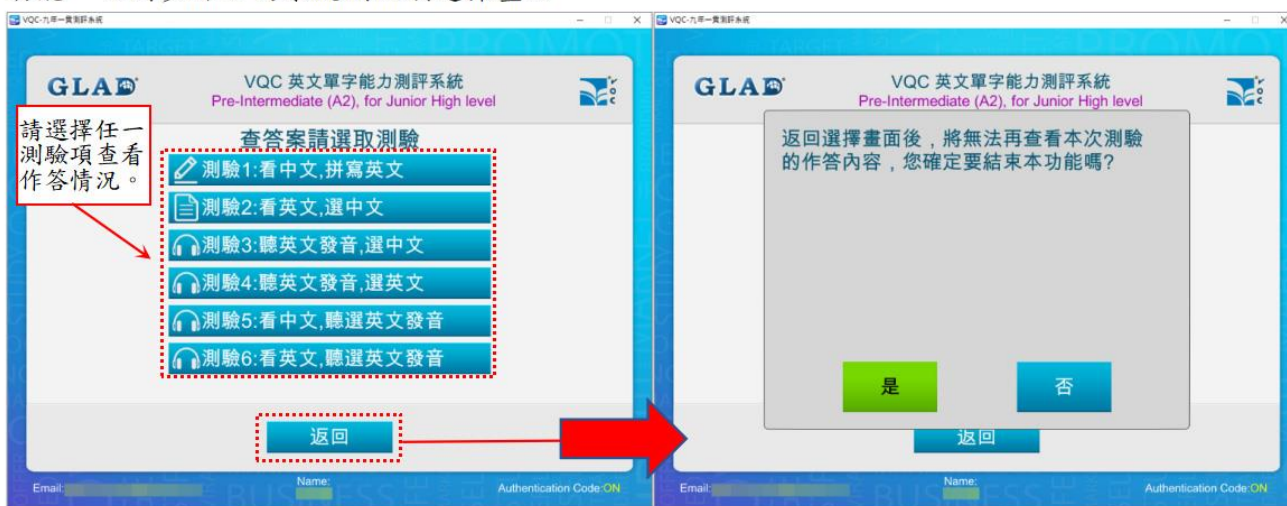 VQC-九年一貫測評系統
GLAD
VQC 英文單字能力測評系統
Pre-Intermediate (A2), for Junior High level
請選擇任一
測驗項查看
作答情況。
查答案請選取測驗
測驗1:看中文,拼寫英文
測驗2:看英文,選中文
測驗3:聽英文發音,選中文
測驗4:聽英文發音,選英文
測驗5:看中文,聽選英文發音
測驗6:看英文,聽選英文發音
返回
Email:
Name:
Authentication Code:ON
VQC-九年一貫測評系統
GLAD
VQC 英文單字能力測評系統
Pre-Intermediate (A2), for Junior High level
返回選擇畫面後，將無法再查看本次測驗
的作答內容，您確定要結束本功能嗎?
是
否
返回
Email:
Name:
Authentication Code:ON